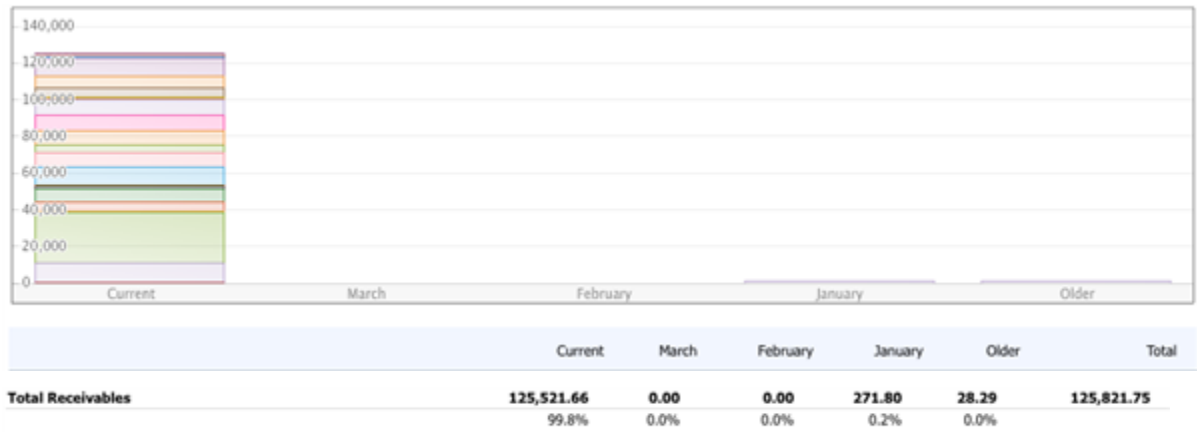 140,000
120,000
100,000
80,000
60,000
40,000
20,000
0
Current March February January Older
Current March February January Older Total
Total Receivables 125,521.66 0.00 0.00 271.80 28.29 125,821.75
99.8% 0.0% 0.0% 0.2% 0.0%